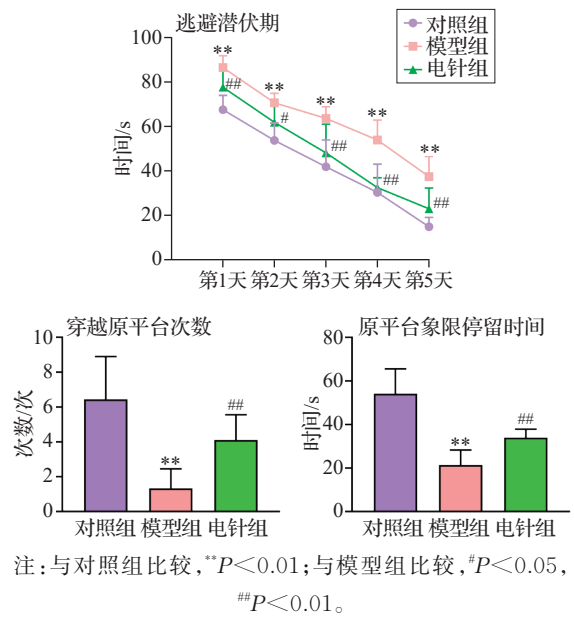 逃避潜伏期
对照组
模型组
电针组
时间/s
100
80
60
40
20
0
** ** ** ** **
## # ## ## ##
第1天 第2天 第3天 第4天 第5天
穿越原平台次数
次数/次
10
8
6
4
2
0
**
##
对照组 模型组 电针组
原平台象限停留时间
时间/s
80
60
40
20
0
**
##
对照组 模型组 电针组
注:与对照组比较,**P<0.01;与模型组比较,#P<0.05,
##P<0.01。